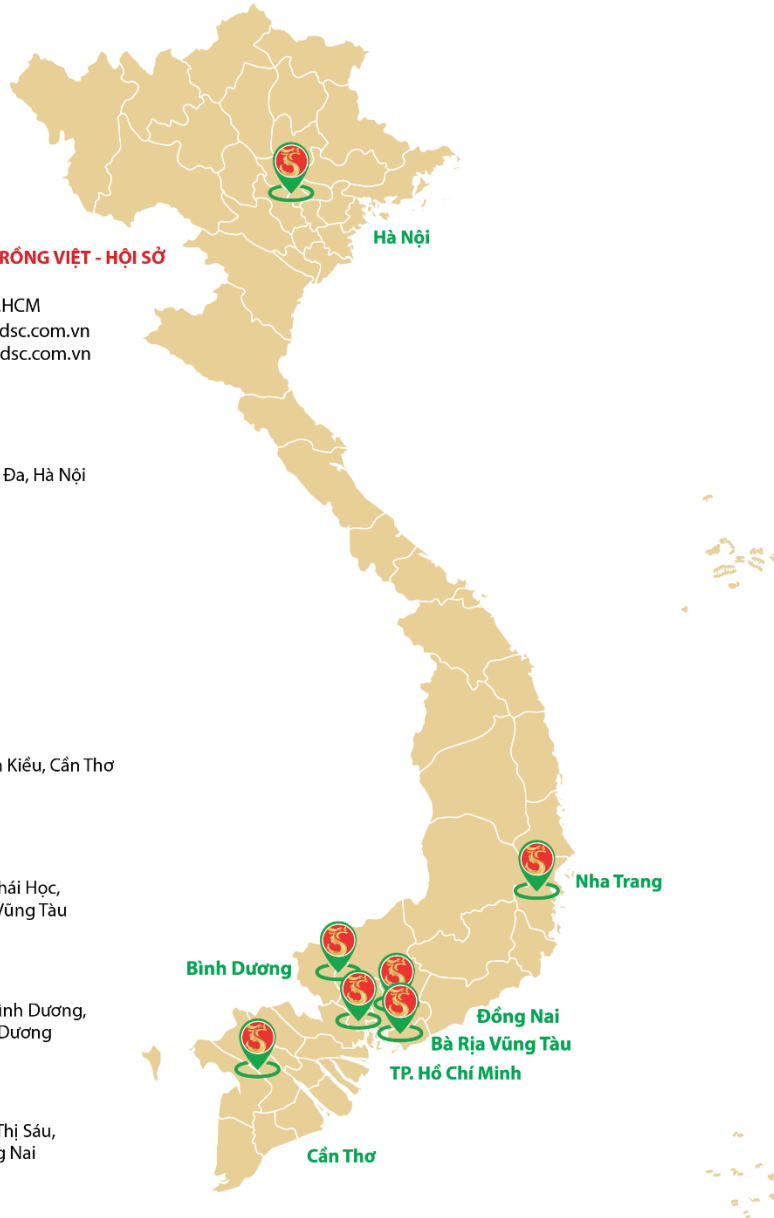 RỒNG VIỆT - HỘI SỞ
.HCM
dsc.com.vn
dsc.com.vn
Đa, Hà Nội
Kiều, Cần Thơ
hái Học,
Vũng Tàu
ình Dương,
Dương
Thị Sáu,
g Nai
Hà Nội
Nha Trang
Bình Dương
Đồng Nai
Bà Rịa Vũng Tàu
TP. Hồ Chí Minh
Cần Thơ